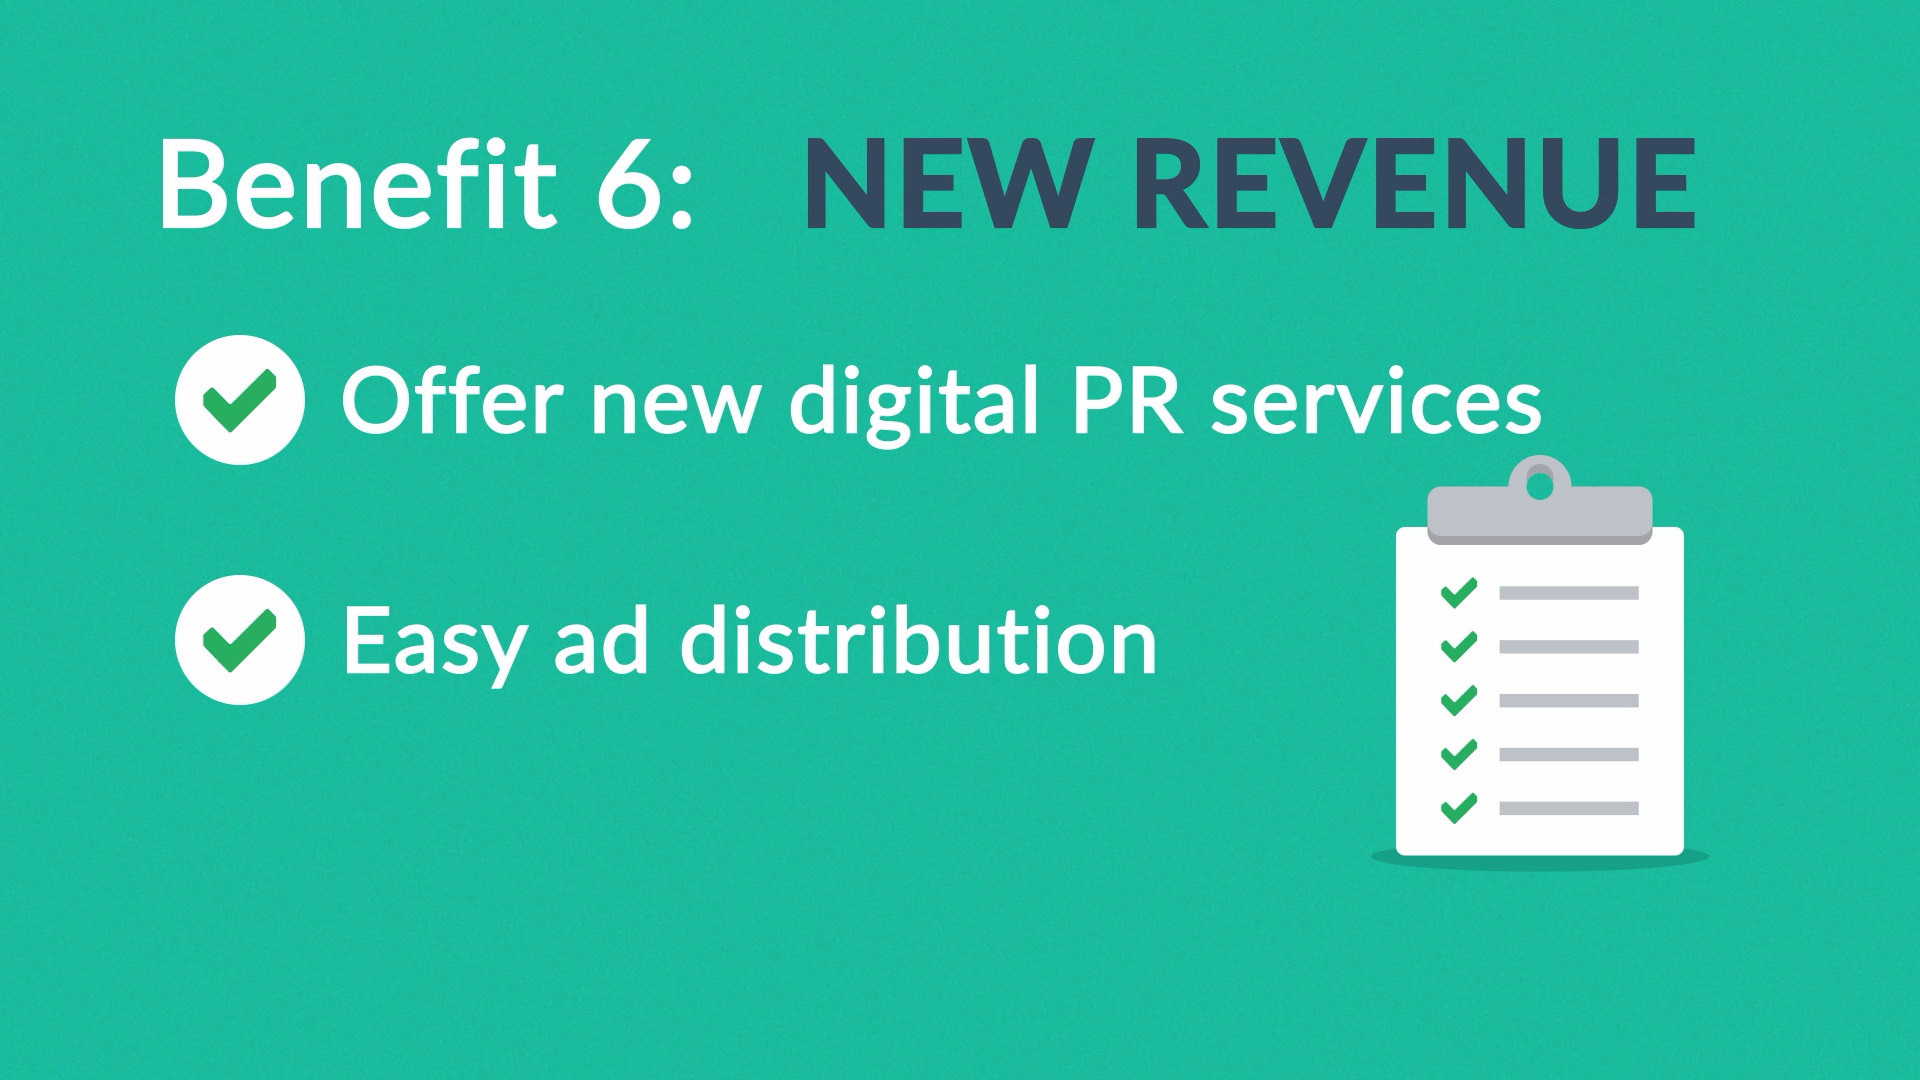 Benefit 6: NEW REVENUE
Offer new digital PR services
Easy ad distribution